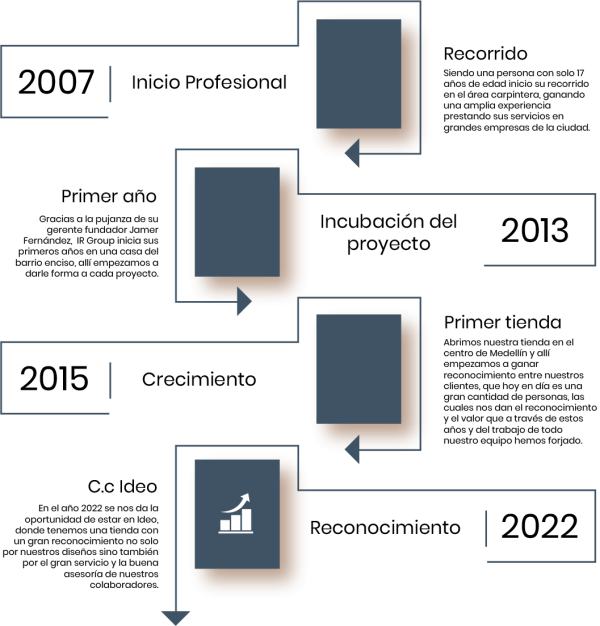 2007
Inicio Profesional
Recorrido
Siendo una persona con solo 17
años de edad inicio su recorrido
en el área carpintera, ganando
una amplia experiencia
prestando sus servicios en
grandes empresas de la ciudad.
Primer año
Gracias a la pujanza de su
gerente fundador Jamer
Fernández, IR Group inicia sus
primeros años en una casa del
barrio enciso, allí empezamos a
darle forma a cada proyecto.
Incubación del
proyecto
2013
2015
Crecimiento
Primer tienda
Abrimos nuestra tienda en el
centro de Medellín y allí
empezamos a ganar
reconocimiento entre nuestros
clientes, que hoy en día es una
gran cantidad de personas, las
cuales nos dan el reconocimiento
y el valor que a través de estos
años y del trabajo de todo
nuestro equipo hemos forjado.
C.c Ideo
En el año 2022 se nos da la
oportunidad de estar en Ideo,
donde tenemos una tienda con
un gran reconocimiento no solo
por nuestros diseños sino también
por el gran servicio y la buena
asesoría de nuestros
colaboradores.
Reconocimiento
2022